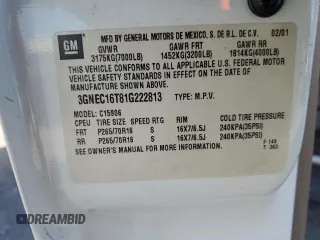 GM
MFD BY GENERAL MOTORS DE MEXICO, S. DE R.L. DE C.V. 02/01
GVWR GAWR FRT GAWR RR
3175KG(7000LB) 1452KG(3200LB) 1814KG(4000LB)
THIS VEHICLE CONFORMS TO ALL APPLICABLE U.S. FEDERAL MOTOR
VEHICLE SAFETY STANDARDS IN EFFECT ON THE DATE OF
MANUFACTURE SHOWN ABOVE.
3GNEC16T81G222813 TYPE: M.P.V.
MODEL: C15906
CPEU TIRE SIZE SPEED RTG RIM COLD TIRE PRESSURE
FRT P265/70R16 S 16X7/6.5J 240KPA(35PSI)
RR P265/70R16 S 16X7/6.5J 240KPA(35PSI)
SEE OWNER'S MANUAL FOR MORE INFORMATION.
F 149
T 363
DREAMBID